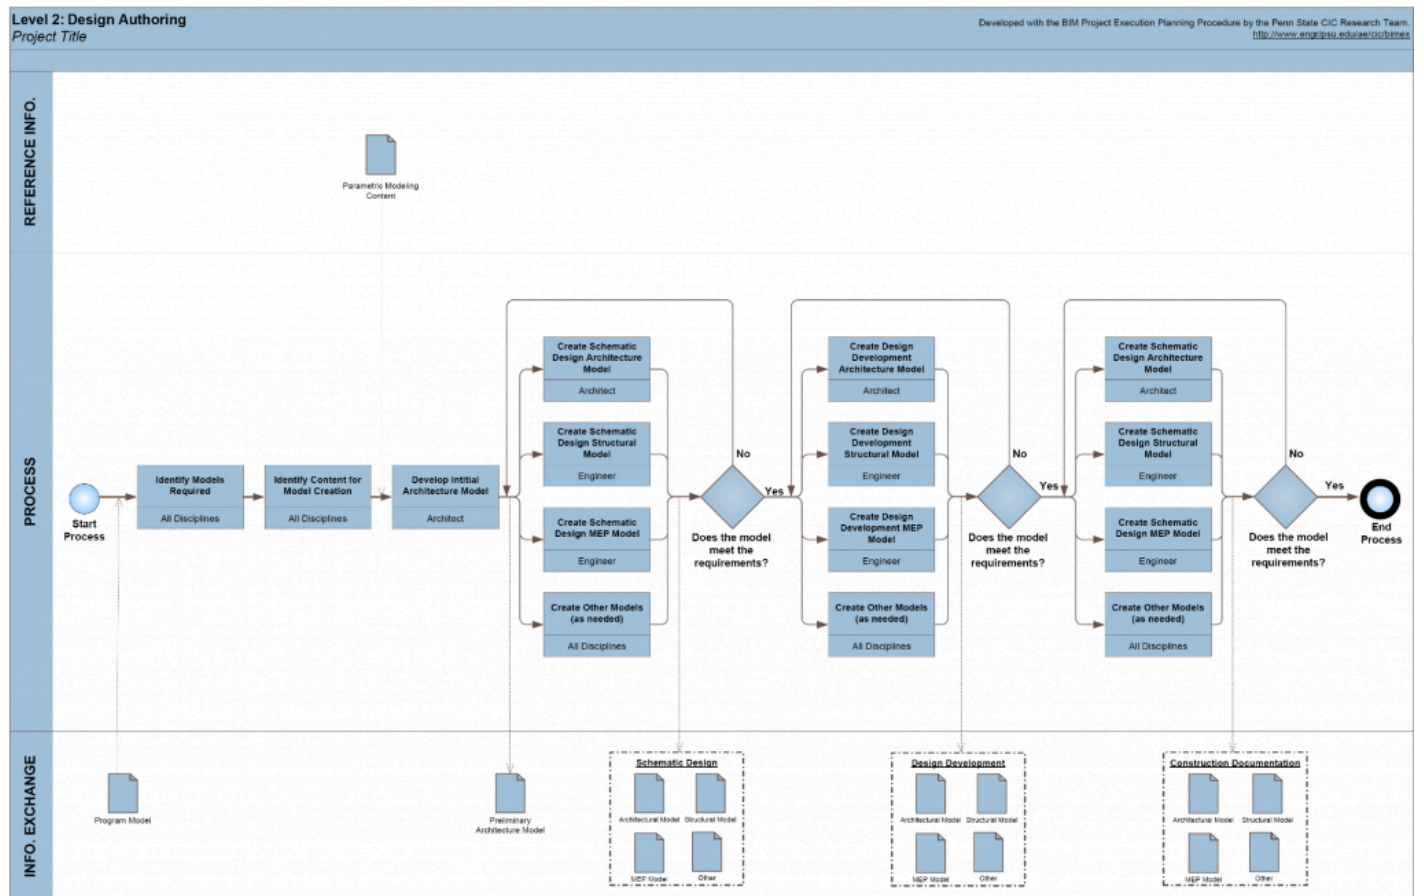 Level 2: Design Authoring
Project Title
Developed with the BIM Project Execution Planning Procedure by the Penn State CIC Research Team.
http://www.engr.psu.edu/ae/cic/bimex
REFERENCE INFO.
Parametric Modeling
Content
PROCESS
Start
Process
Identify Models
Required
All Disciplines
Identify Content for
Model Creation
All Disciplines
Develop Intitial
Architecture Model
Architect
Create Schematic
Design Architecture
Model
Architect
Create Schematic
Design Structural
Model
Engineer
Create Schematic
Design MEP Model
Engineer
Create Other Models
(as needed)
All Disciplines
No
Yes
Does the model
meet the
requirements?
Create Design
Development
Architecture Model
Architect
Create Design
Development
Structural Model
Engineer
Create Design
Development MEP
Model
Engineer
Create Other Models
(as needed)
All Disciplines
No
Yes
Does the model
meet the
requirements?
Create Schematic
Design Architecture
Model
Architect
Create Schematic
Design Structural
Model
Engineer
Create Schematic
Design MEP Model
Engineer
Create Other Models
(as needed)
All Disciplines
No
Yes
Does the model
meet the
requirements?
End
Process
INFO. EXCHANGE
Program Model
Preliminary
Architecture Model
Schematic Design
Architectural Model
Structural Model
MEP Model
Other
Design Development
Architectural Model
Structural Model
MEP Model
Other
Construction Documentation
Architectural Model
Structural Model
MEP Model
Other